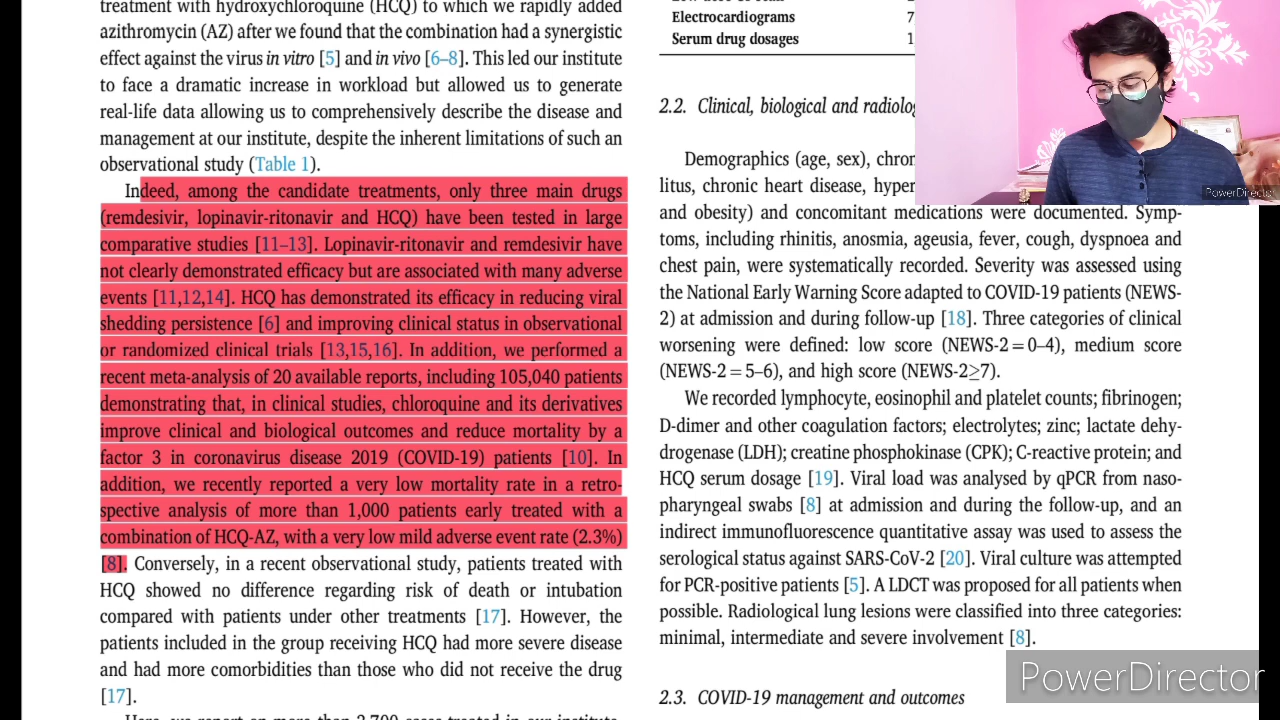 treatment with hydroxychloroquine (HCQ) to which we rapidly added
azithromycin (AZ) after we found that the combination had a synergistic
effect against the virus in vitro [5] and in vivo [6–8]. This led our institute
to face a dramatic increase in workload but allowed us to generate
real-life data allowing us to comprehensively describe the disease and
management at our institute, despite the inherent limitations of such an
observational study (Table 1).
Indeed, among the candidate treatments, only three main drugs
(remdesivir, lopinavir-ritonavir and HCQ) have been tested in large
comparative studies [11–13]. Lopinavir-ritonavir and remdesivir have
not clearly demonstrated efficacy but are associated with many adverse
events [11,12,14]. HCQ has demonstrated its efficacy in reducing viral
shedding persistence [6] and improving clinical status in observational
or randomized clinical trials [13,15,16]. In addition, we performed a
recent meta-analysis of 20 available reports, including 105,040 patients
demonstrating that, in clinical studies, chloroquine and its derivatives
improve clinical and biological outcomes and reduce mortality by a
factor 3 in coronavirus disease 2019 (COVID-19) patients [10]. In
addition, we recently reported a very low mortality rate in a retro-
spective analysis of more than 1,000 patients early treated with a
combination of HCQ-AZ, with a very low mild adverse event rate (2.3%)
[8]. Conversely, in a recent observational study, patients treated with
HCQ showed no difference regarding risk of death or intubation
compared with patients under other treatments [17]. However, the
patients included in the group receiving HCQ had more severe disease
and had more comorbidities than those who did not receive the drug
[17].
Electrocardiograms 7
Serum drug dosages 1
2.2. Clinical, biological and radiolog
Demographics (age, sex), chron
litus, chronic heart disease, hyper
and obesity) and concomitant medications were documented. Symp-
toms, including rhinitis, anosmia, ageusia, fever, cough, dyspnoea and
chest pain, were systematically recorded. Severity was assessed using
the National Early Warning Score adapted to COVID-19 patients (NEWS-
2) at admission and during follow-up [18]. Three categories of clinical
worsening were defined: low score (NEWS-2 = 0–4), medium score
(NEWS-2 = 5–6), and high score (NEWS-2≥7).
We recorded lymphocyte, eosinophil and platelet counts; fibrinogen;
D-dimer and other coagulation factors; electrolytes; zinc; lactate dehy-
drogenase (LDH); creatine phosphokinase (CPK); C-reactive protein; and
HCQ serum dosage [19]. Viral load was analysed by qPCR from naso-
pharyngeal swabs [8] at admission and during the follow-up, and an
indirect immunofluorescence quantitative assay was used to assess the
serological status against SARS-CoV-2 [20]. Viral culture was attempted
for PCR-positive patients [5]. A LDCT was proposed for all patients when
possible. Radiological lung lesions were classified into three categories:
minimal, intermediate and severe involvement [8].
2.3. COVID-19 management and outcomes
PowerDirector
PowerDirector